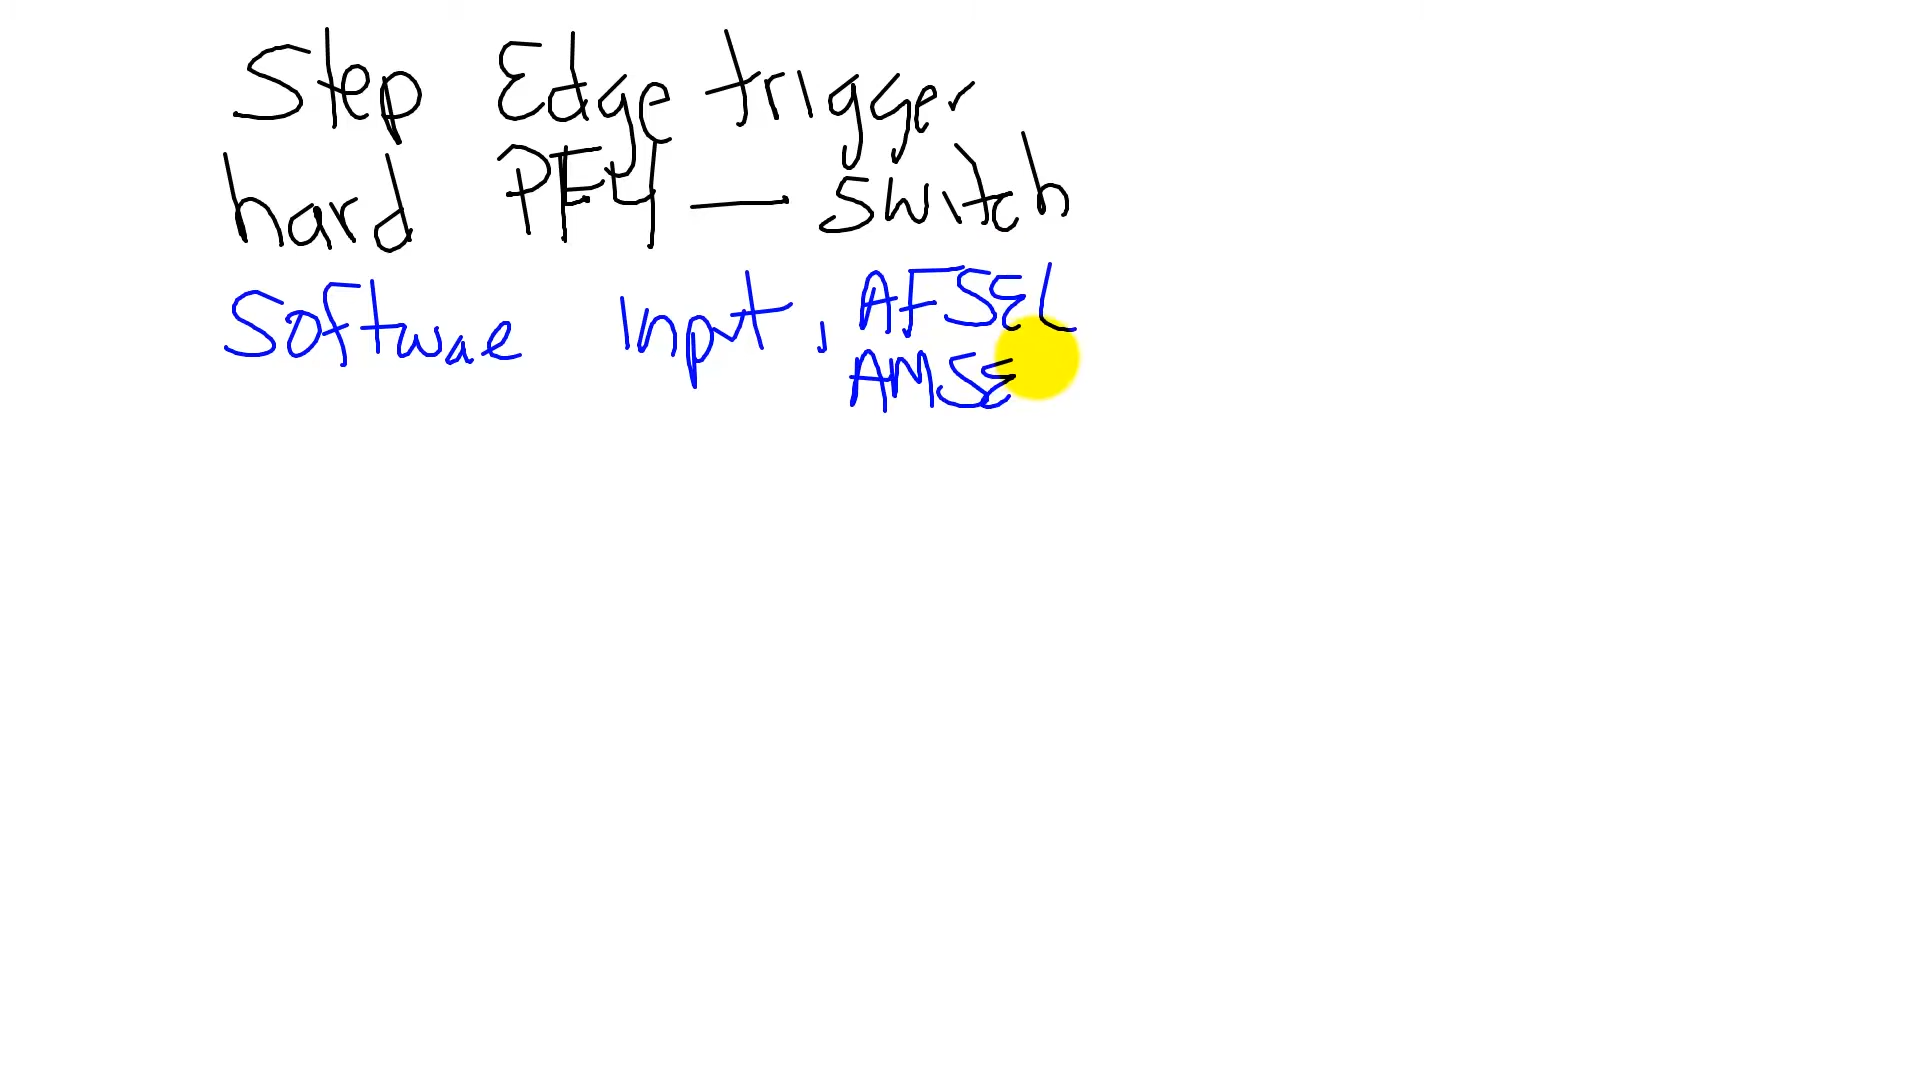 Step Edge trigger
hard PF4 — Switch
Softwae Input, AFSEL
AMSE